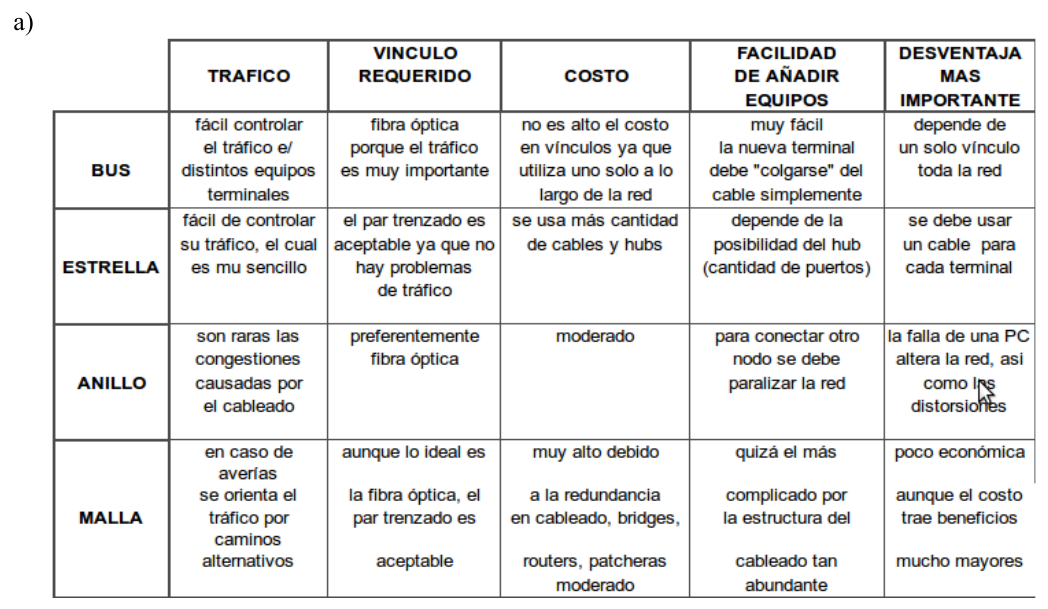 a)
TRAFICO
VINCULO
REQUERIDO
COSTO
FACILIDAD
DE AÑADIR
EQUIPOS
DESVENTAJA
MAS
IMPORTANTE
BUS
fácil controlar
el tráfico e/
distintos equipos
terminales
fibra óptica
porque el tráfico
es muy importante
no es alto el costo
en vínculos ya que
utiliza uno solo a lo
largo de la red
muy fácil
la nueva terminal
debe "colgarse" del
cable simplemente
depende de
un solo vínculo
toda la red
ESTRELLA
fácil de controlar
su tráfico, el cual
es mu sencillo
el par trenzado es
aceptable ya que no
hay problemas
de tráfico
se usa más cantidad
de cables y hubs
depende de la
posibilidad del hub
(cantidad de puertos)
se debe usar
un cable para
cada terminal
ANILLO
son raras las
congestiones
causadas por
el cableado
preferentemente
fibra óptica
moderado
para conectar otro
nodo se debe
paralizar la red
la falla de una PC
altera la red, asi
como las
distorsiones
MALLA
en caso de
averías
se orienta el
tráfico por
caminos
alternativos
aunque lo ideal es
la fibra óptica, el
par trenzado es
aceptable
muy alto debido
a la redundancia
en cableado, bridges,
routers, patcheras
moderado
quizá el más
complicado por
la estructura del
cableado tan
abundante
poco económica
aunque el costo
trae beneficios
mucho mayores